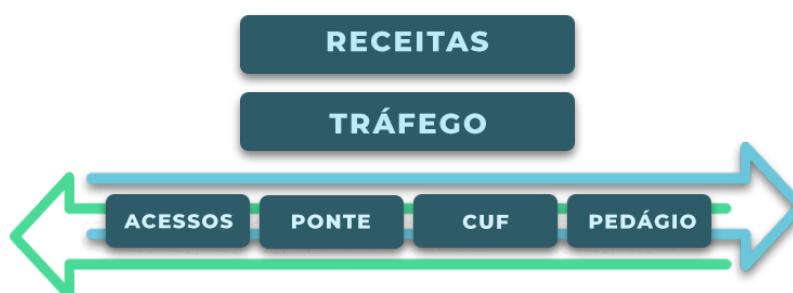 RECEITAS
TRÁFEGO
ACESSOS PONTE CUF PEDÁGIO